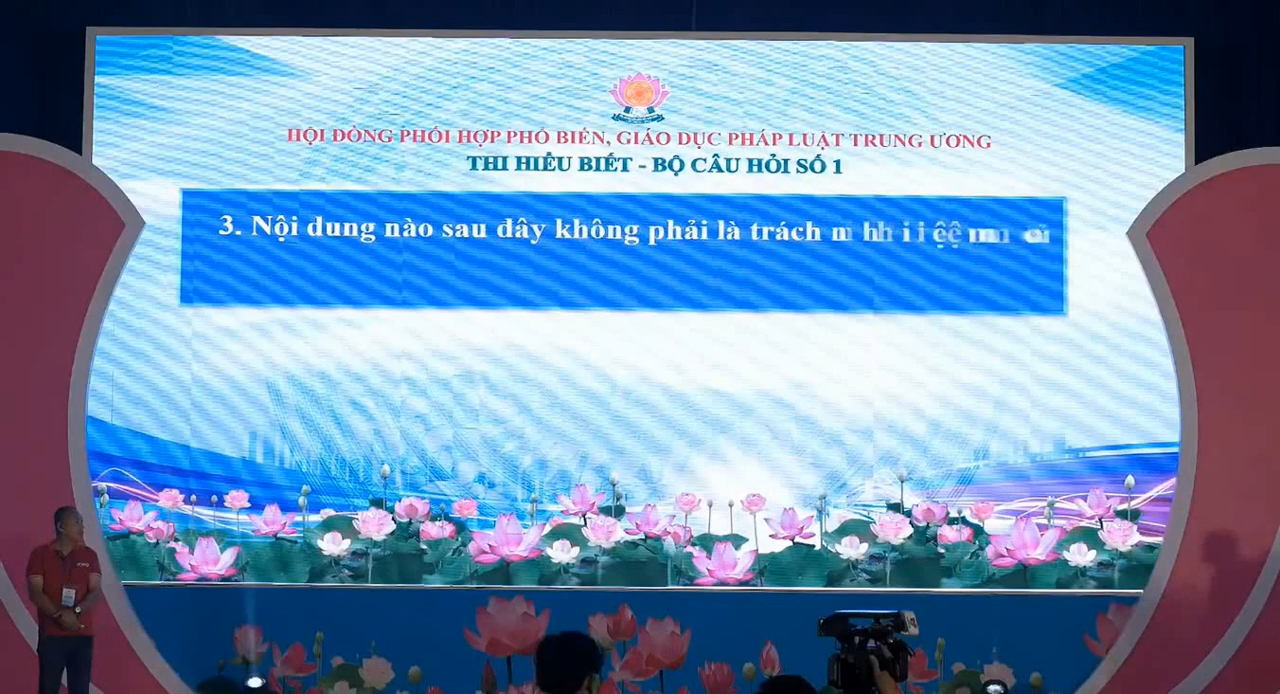 HỘI ĐỒNG PHỐI HỢP PHỔ BIẾN, GIÁO DỤC PHÁP LUẬT TRUNG ƯƠNG
THI HIỂU BIẾT - BỘ CÂU HỎI SỐ 1
3. Nội dung nào sau đây không phải là trách